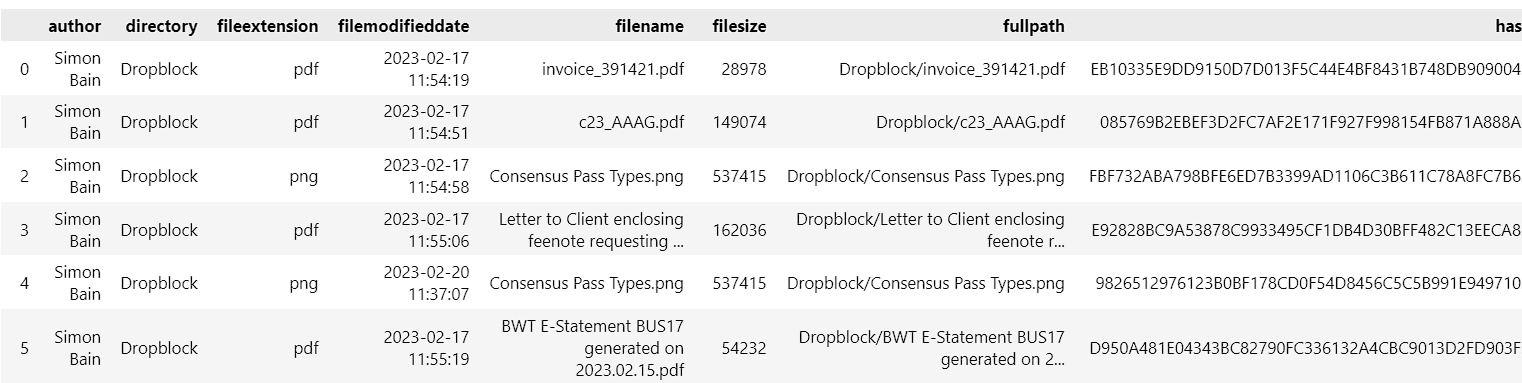 author directory fileextension filemodifieddate filename filesize fullpath has
0 Simon Bain Dropblock pdf 2023-02-17 11:54:19 invoice_391421.pdf 28978 Dropblock/invoice_391421.pdf EB10335E9DD9150D7D013F5C44E4BF8431B748DB909004
1 Simon Bain Dropblock pdf 2023-02-17 11:54:51 c23_AAAG.pdf 149074 Dropblock/c23_AAAG.pdf 085769B2EBEF3D2FC7AF2E171F927F998154FB871A888A
2 Simon Bain Dropblock png 2023-02-17 11:54:58 Consensus Pass Types.png 537415 Dropblock/Consensus Pass Types.png FBF732ABA798BFE6ED7B3399AD1106C3B611C78A8FC7B6
3 Simon Bain Dropblock pdf 2023-02-17 11:55:06 Letter to Client enclosing feenote requesting ... 162036 Dropblock/Letter to Client enclosing feenote r... E92828BC9A53878C9933495CF1DB4D30BFF482C13EECA8
4 Simon Bain Dropblock png 2023-02-20 11:37:07 Consensus Pass Types.png 537415 Dropblock/Consensus Pass Types.png 9826512976123B0BF178CD0F54D8456C5C5B991E949710
5 Simon Bain Dropblock pdf 2023-02-17 11:55:19 BWT E-Statement BUS17 generated on 2023.02.15.pdf 54232 Dropblock/BWT E-Statement BUS17 generated on 2... D950A481E04343BC82790FC336132A4CBC9013D2FD903F